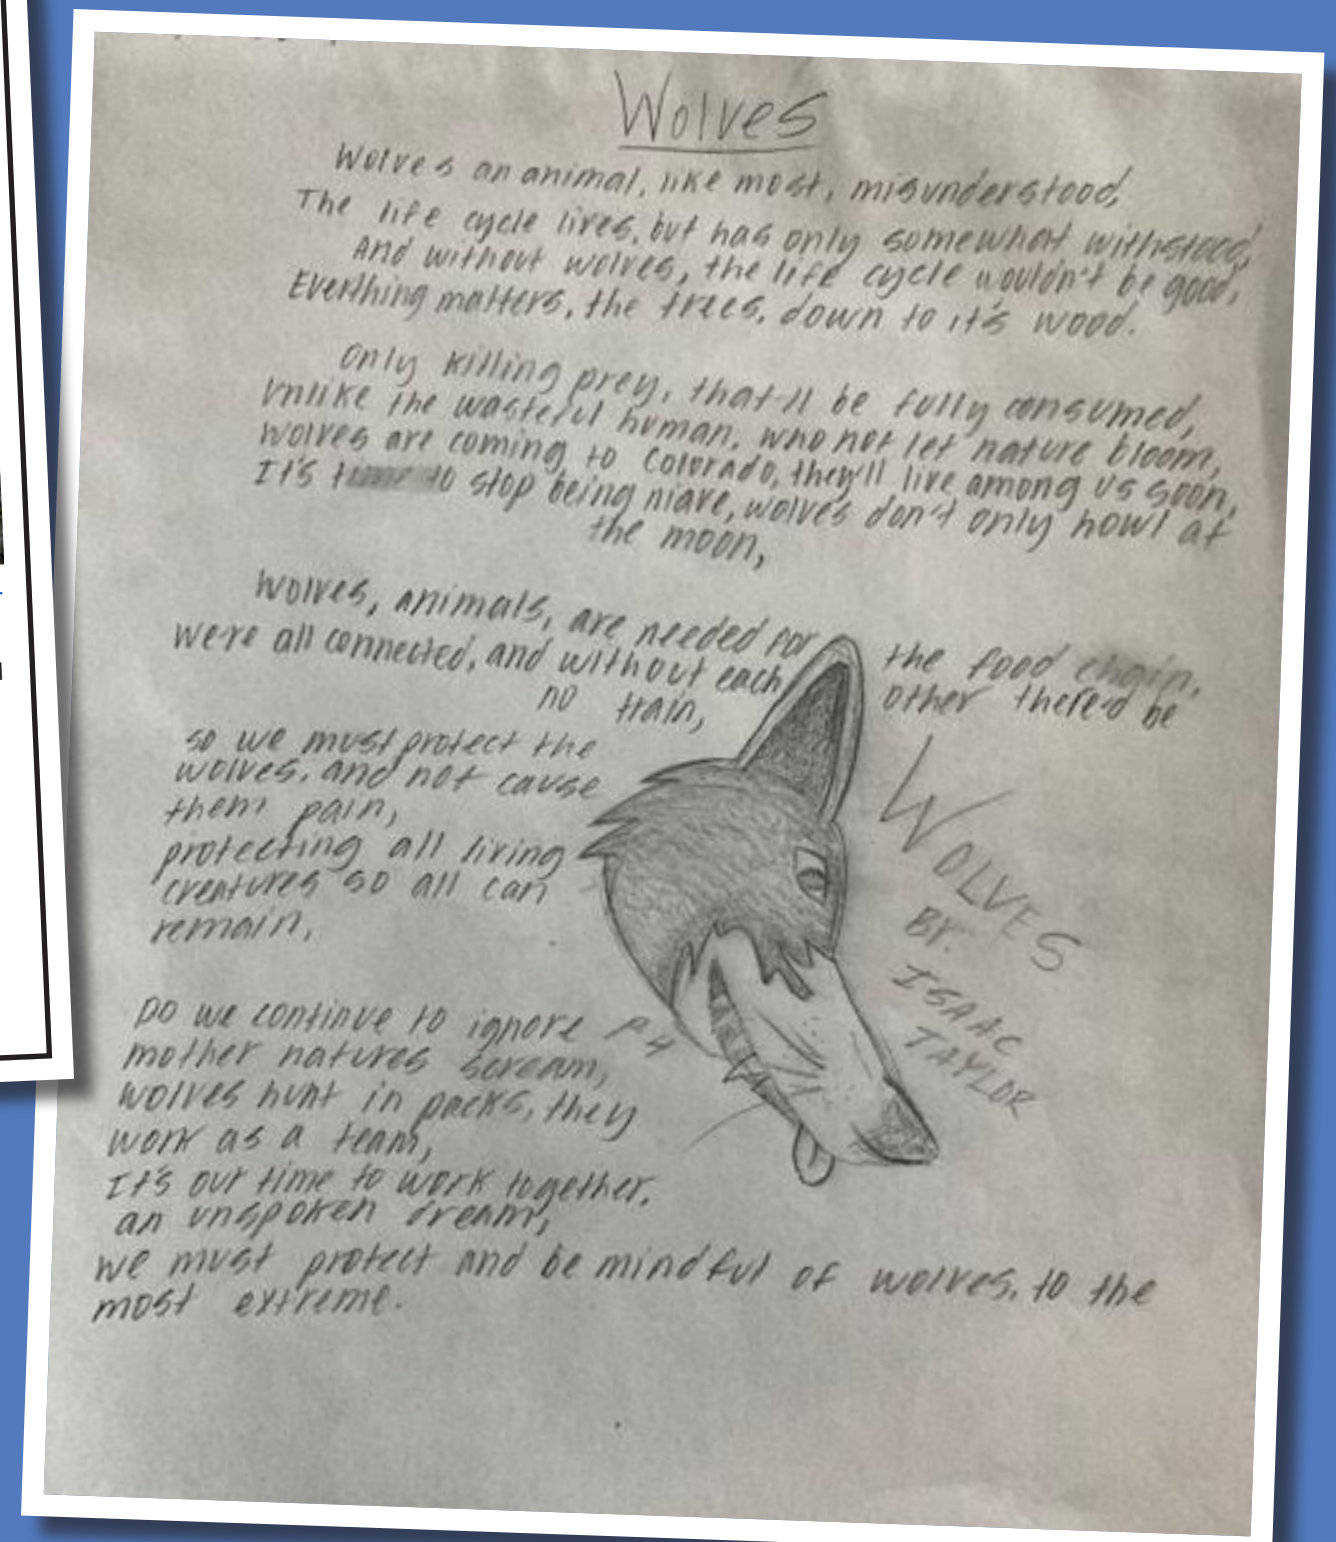 Wolves
Wolves an animal, like most, misunderstood,
The life cycle lives, but has only somewhat withstood,
And without wolves, the life cycle wouldn't be good,
Everthing matters, the trees, down to it's wood.
Only killing prey, that'll be fully consumed,
Unlike the wasteful human, who not let nature bloom,
Wolves are coming to Colorado, they'll live among us soon,
It's time to stop being niave, wolves don't only howl at
the moon,
Wolves, animals, are needed for the food chain,
We're all connected, and without each other there'd be
no train,
so we must protect the
wolves, and not cause
them pain,
protecting all living
creatures so all can
remain,
Do we continue to ignore
mother natures scream,
wolves hunt in packs, they
work as a team,
It's our time to work together,
an unspoken dream,
we must protect and be mindful of wolves, to the
most extreme.
WOLVES
BY:
ISAAC
TAYLOR
P.4